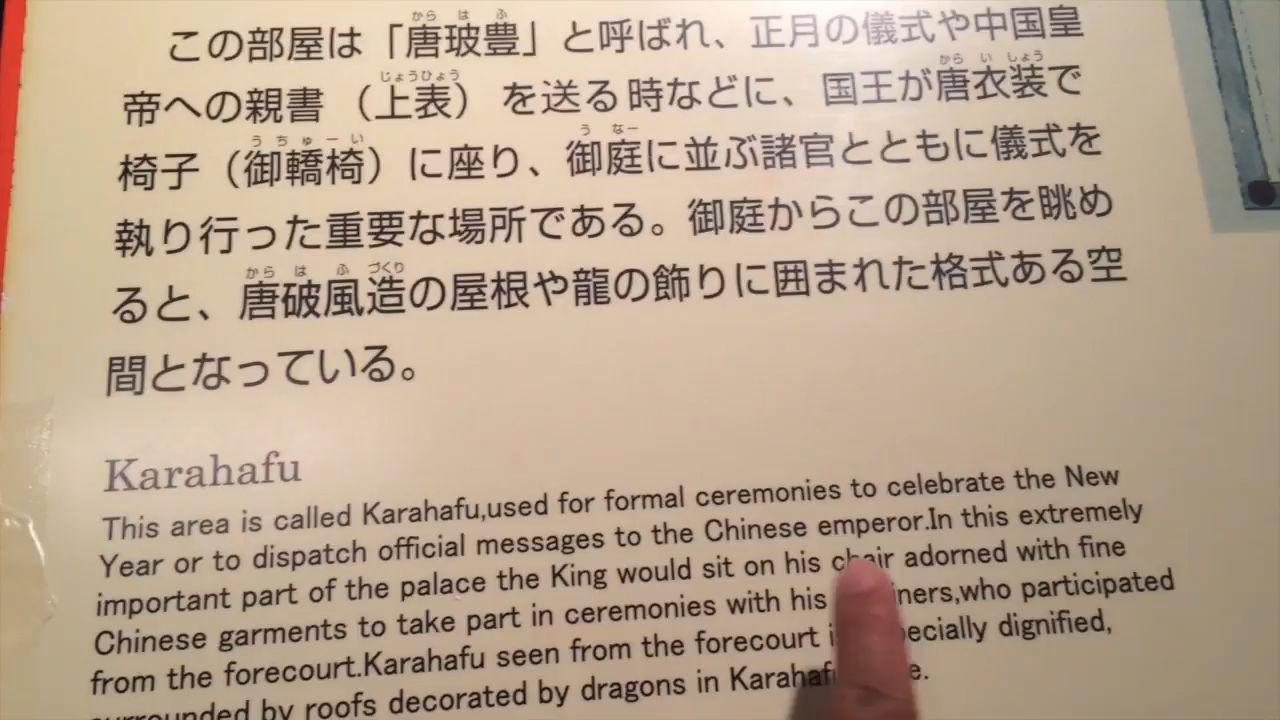 この部屋は「唐玻豊」と呼ばれ、正月の儀式や中国皇
帝への親書（上表）を送る時などに、国王が唐衣装で
椅子（御轎椅）に座り、御庭に並ぶ諸官とともに儀式を
執り行った重要な場所である。御庭からこの部屋を眺め
ると、唐破風造の屋根や龍の飾りに囲まれた格式ある空
間となっている。
Karahafu
This area is called Karahafu,used for formal ceremonies to celebrate the New
Year or to dispatch official messages to the Chinese emperor.In this extremely
important part of the palace the King would sit on his chair adorned with fine
Chinese garments to take part in ceremonies with his who participated
from the forecourt.Karahafu seen from the forecourt dignified,
surrounded by roofs decorated by dragons in